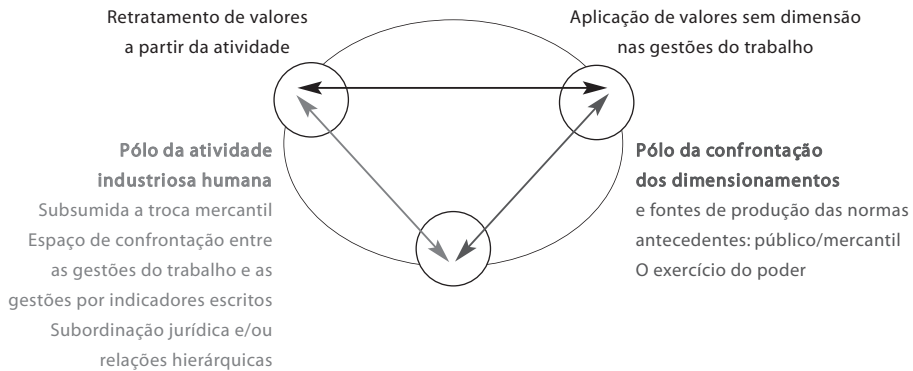 Retratamento de valores
a partir da atividade
Aplicação de valores sem dimensão
nas gestões do trabalho
Pólo da atividade
industriosa humana
Subsumida a troca mercantil
Espaço de confrontação entre
as gestões do trabalho e as
gestões por indicadores escritos
Subordinação jurídica e/ou
relações hierárquicas
Pólo da confrontação
dos dimensionamentos
e fontes de produção das normas
antecedentes: público/mercantil
O exercício do poder